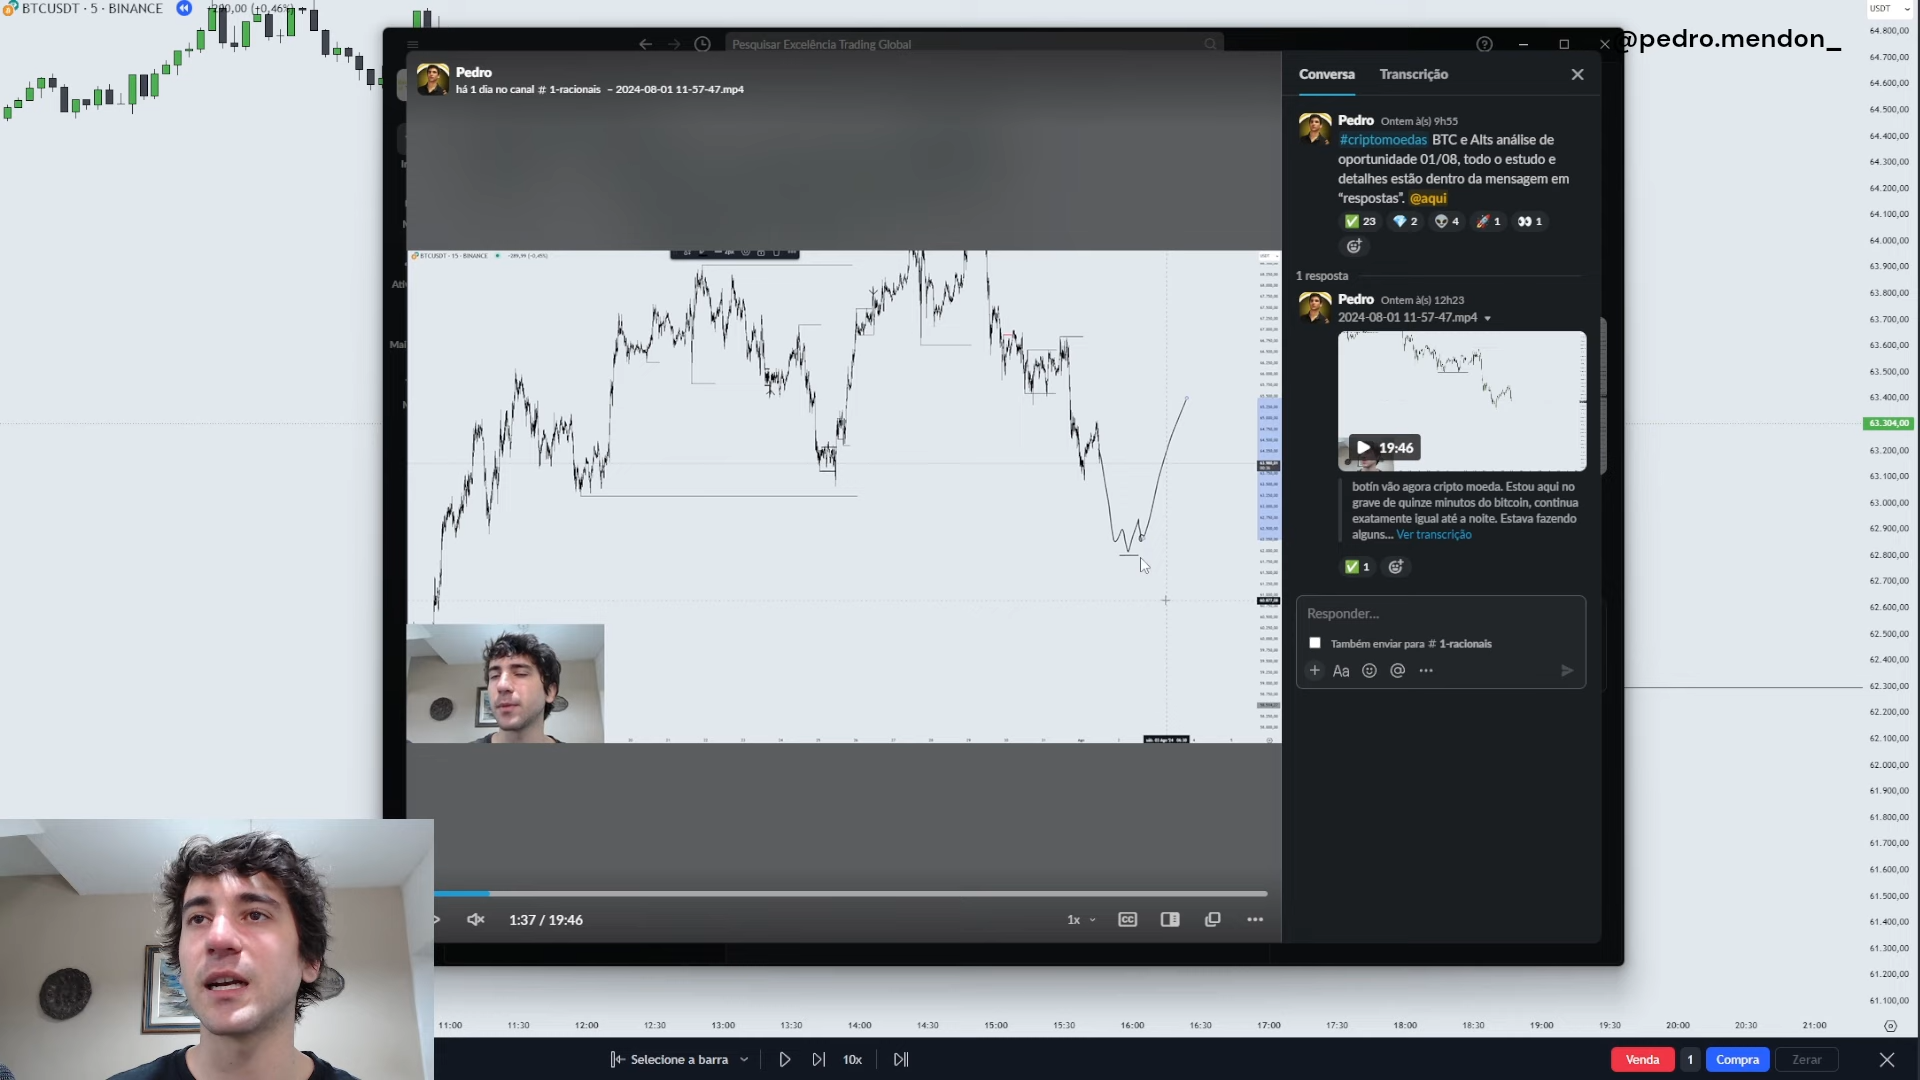 BTCUSDT · 5 · BINANCE
-290,00 (-0,46%)
USDT
@pedro.mendon_
Pesquisar Excelência Trading Global
Pedro
há 1 dia no canal # 1-racionais – 2024-08-01 11-57-47.mp4
BTCUSDT · 15 · BINANCE
Conversa
Transcrição
Pedro Ontem à(s) 9h55
#criptomoedas BTC e Alts análise de
oportunidade 01/08, todo o estudo e
detalhes estão dentro da mensagem em
“respostas”. @aqui
23
2
4
1
1
1 resposta
Pedro Ontem à(s) 12h23
2024-08-01 11-57-47.mp4
19:46
botín vão agora cripto moeda. Estou aqui no
grave de quinze minutos do bitcoin, continua
exatamente igual até a noite. Estava fazendo
alguns... Ver transcrição
1
Responder...
Também enviar para # 1-racionais
Aa
1:37 / 19:46
1x
CC
64.800,00
64.700,00
64.600,00
64.500,00
64.400,00
64.300,00
64.200,00
64.100,00
64.000,00
63.900,00
63.800,00
63.700,00
63.600,00
63.500,00
63.400,00
63.304,00
63.200,00
63.100,00
63.000,00
62.900,00
62.800,00
62.700,00
62.600,00
62.500,00
62.400,00
62.300,00
62.200,00
62.100,00
62.000,00
61.900,00
61.800,00
61.700,00
61.600,00
61.500,00
61.400,00
61.300,00
61.200,00
61.100,00
11:00 11:30 12:00 12:30 13:00 13:30 14:00 14:30 15:00 15:30 16:00 16:30 17:00 17:30 18:00 18:30 19:00 19:30 20:00 20:30 21:00
Selecione a barra
10x
Venda 1 Compra Zerar